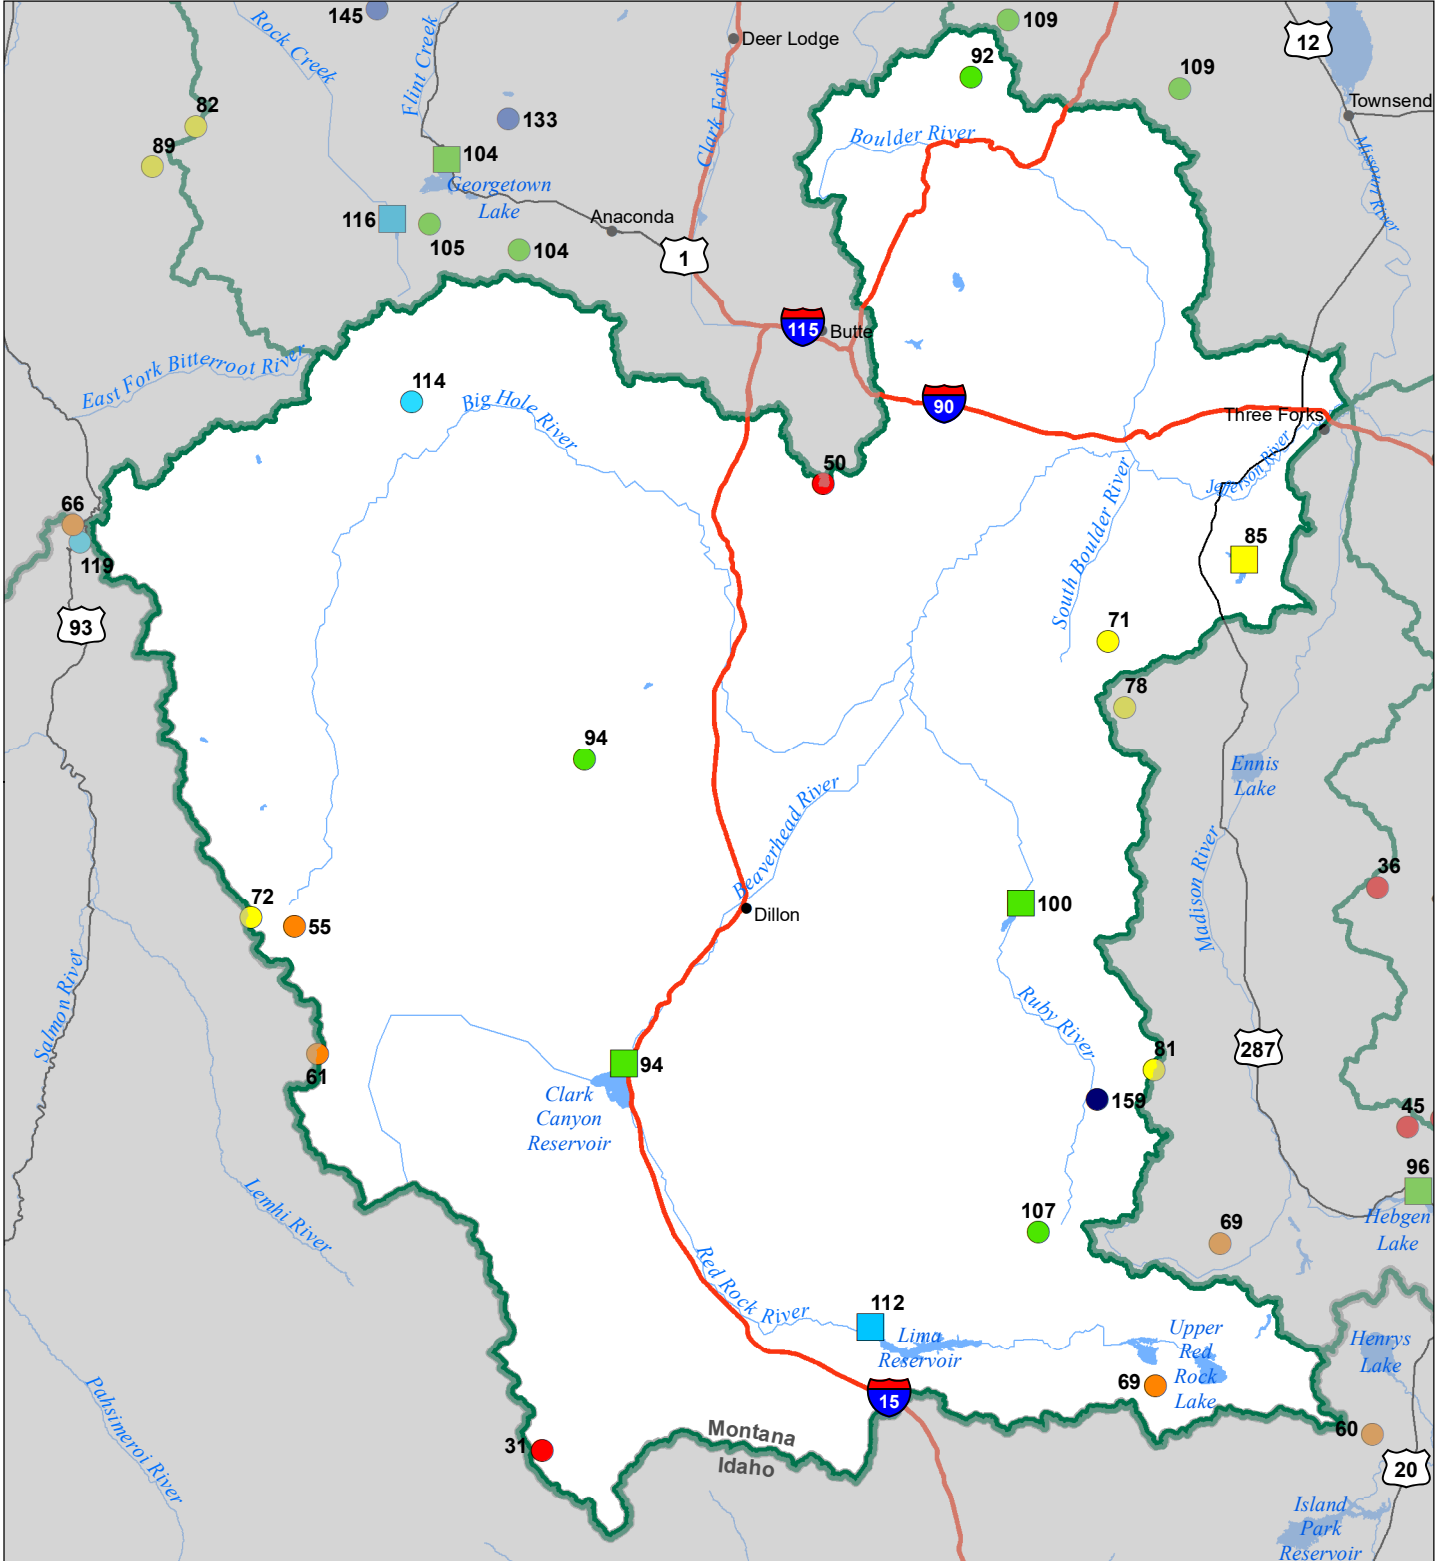 145
Rock Creek
Flint Creek
Deer Lodge
109
12
92
109
Townsend
82
133
Clark Fork
Boulder River
Missouri River
89
104
Georgetown
Lake
116
105
104
Anaconda
1
115
Butte
East Fork Bitterroot River
114
Big Hole River
90
Three Forks
50
Jefferson River
South Boulder River
66
119
85
93
71
78
94
Ennis
Lake
Beaverhead River
Madison River
36
72
55
Dillon
100
Salmon River
Ruby River
287
61
94
81
Clark
Canyon
Reservoir
159
45
96
Lemhi River
107
69
Hebgen
Lake
Red Rock River
112
Lima
Reservoir
Upper
Red
Rock
Lake
Henrys
Lake
69
15
Pahsimeroi River
31
Montana
Idaho
60
20
Island
Park
Reservoir